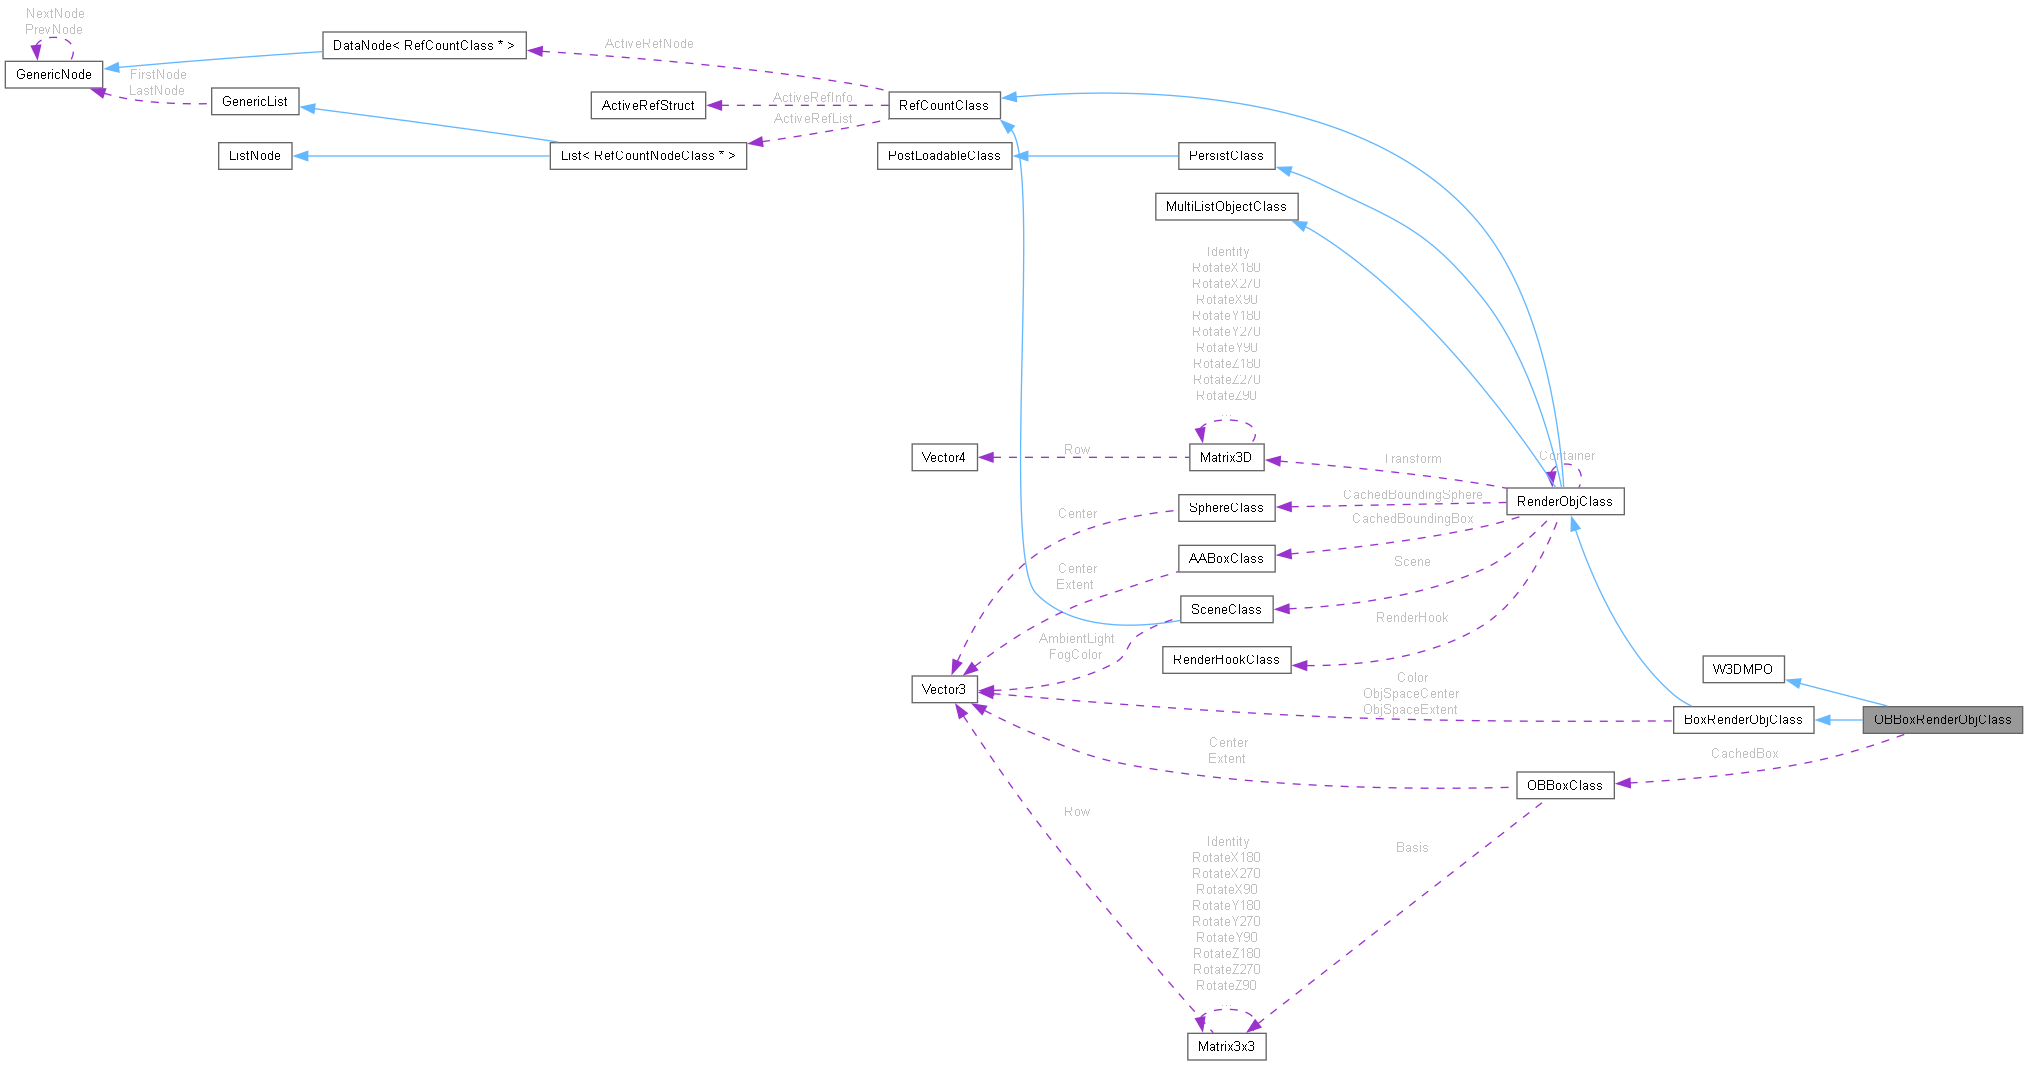 NextNode
PrevNode
GenericNode
DataNode< RefCountClass * >
ActiveRefNode
FirstNode
LastNode
GenericList
ActiveRefStruct
ActiveRefInfo
ActiveRefList
RefCountClass
ListNode
List< RefCountNodeClass * >
PostLoadableClass
PersistClass
MultiListObjectClass
Identity
RotateX180
RotateX270
RotateX90
RotateY180
RotateY270
RotateY90
RotateZ180
RotateZ270
RotateZ90
...
Vector4
Row
Matrix3D
Transform
Container
RenderObjClass
CachedBoundingSphere
SphereClass
Center
CachedBoundingBox
AABoxClass
Center
Extent
Scene
SceneClass
RenderHook
AmbientLight
FogColor
RenderHookClass
W3DMPO
Vector3
Color
ObjSpaceCenter
ObjSpaceExtent
BoxRenderObjClass
OBBoxRenderObjClass
Center
Extent
CachedBox
OBBoxClass
Row
Basis
Identity
RotateX180
RotateX270
RotateX90
RotateY180
RotateY270
RotateY90
RotateZ180
RotateZ270
RotateZ90
...
Matrix3x3